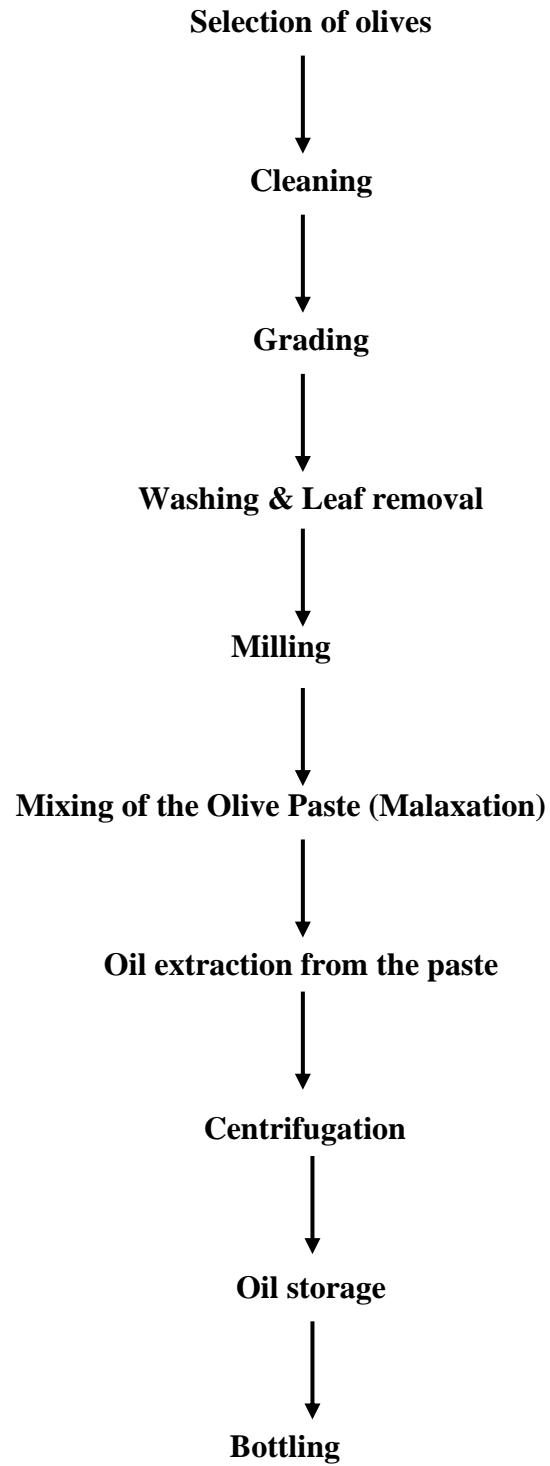 Selection of olives
Cleaning
Grading
Washing & Leaf removal
Milling
Mixing of the Olive Paste (Malaxation)
Oil extraction from the paste
Centrifugation
Oil storage
Bottling